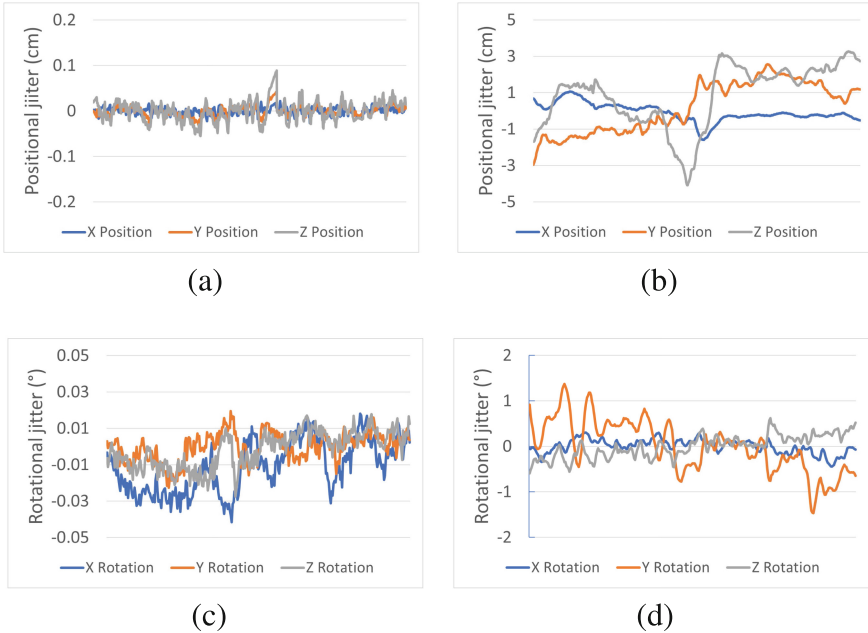 0.2
0.1
0
-0.1
-0.2
Positional jiiter (cm)
X Position Y Position Z Position
(a)
5
3
1
-1
-3
-5
Positional jitter (cm)
X Position Y Position Z Position
(b)
0.05
0.03
0.01
-0.01
-0.03
-0.05
Rotational jitter (°)
X Rotation Y Rotation Z Rotation
(c)
2
1
0
-1
-2
Rotational jitter (°)
X Rotation Y Rotation Z Rotation
(d)